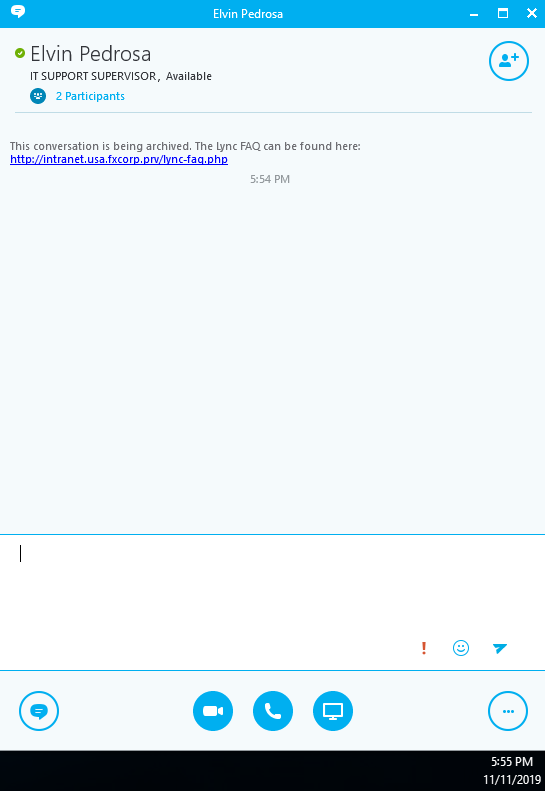 Elvin Pedrosa
Elvin Pedrosa
IT SUPPORT SUPERVISOR, Available
2 Participants
This conversation is being archived. The Lync FAQ can be found here:
http://intranet.usa.fxcorp.prv/lync-faq.php
5:54 PM
5:55 PM
11/11/2019